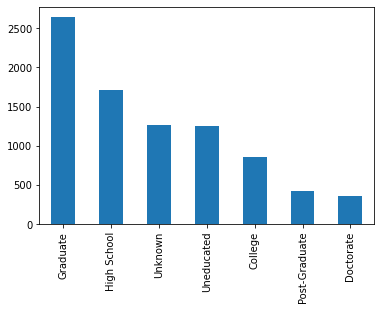 2500
2000
1500
1000
500
0
Graduate
High School
Unknown
Uneducated
College
Post-Graduate
Doctorate